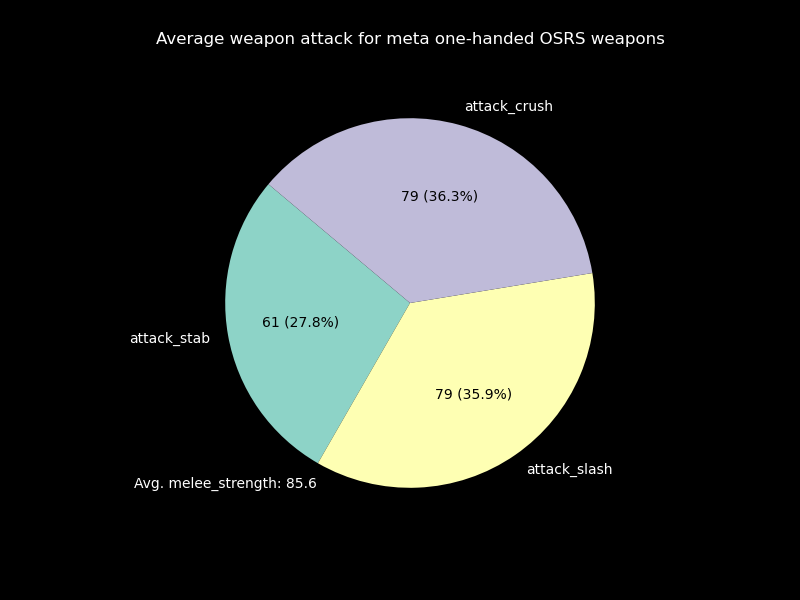 Average weapon attack for meta one-handed OSRS weapons
attack_crush
79 (36.3%)
61 (27.8%)
attack_stab
79 (35.9%)
attack_slash
Avg. melee_strength: 85.6